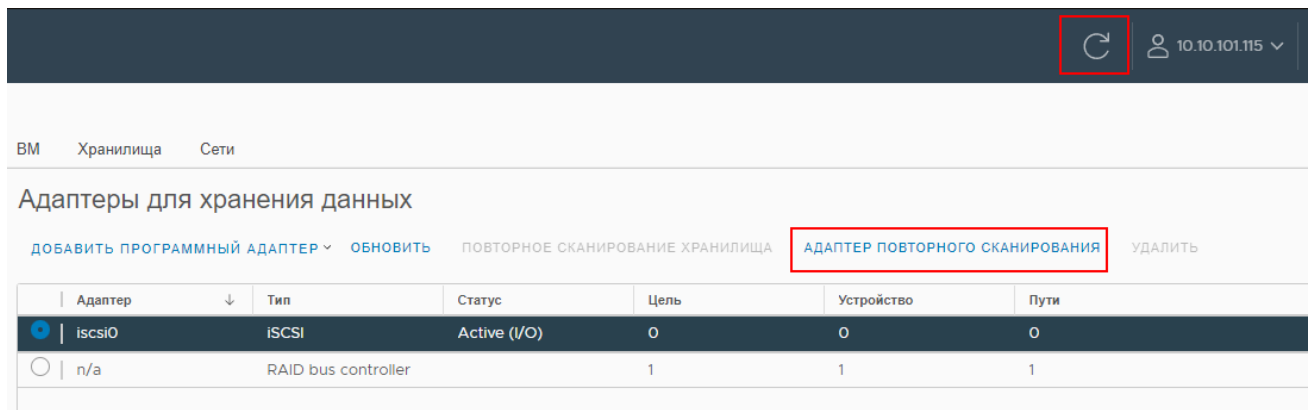 10.10.101.115
ВМ Хранилища Сети
Адаптеры для хранения данных
ДОБАВИТЬ ПРОГРАММНЫЙ АДАПТЕР ОБНОВИТЬ ПОВТОРНОЕ СКАНИРОВАНИЕ ХРАНИЛИЩА АДАПТЕР ПОВТОРНОГО СКАНИРОВАНИЯ УДАЛИТЬ
Адаптер Тип Статус Цель Устройство Пути
iscsi0 iSCSI Active (I/O) 0 0 0
n/a RAID bus controller 1 1 1